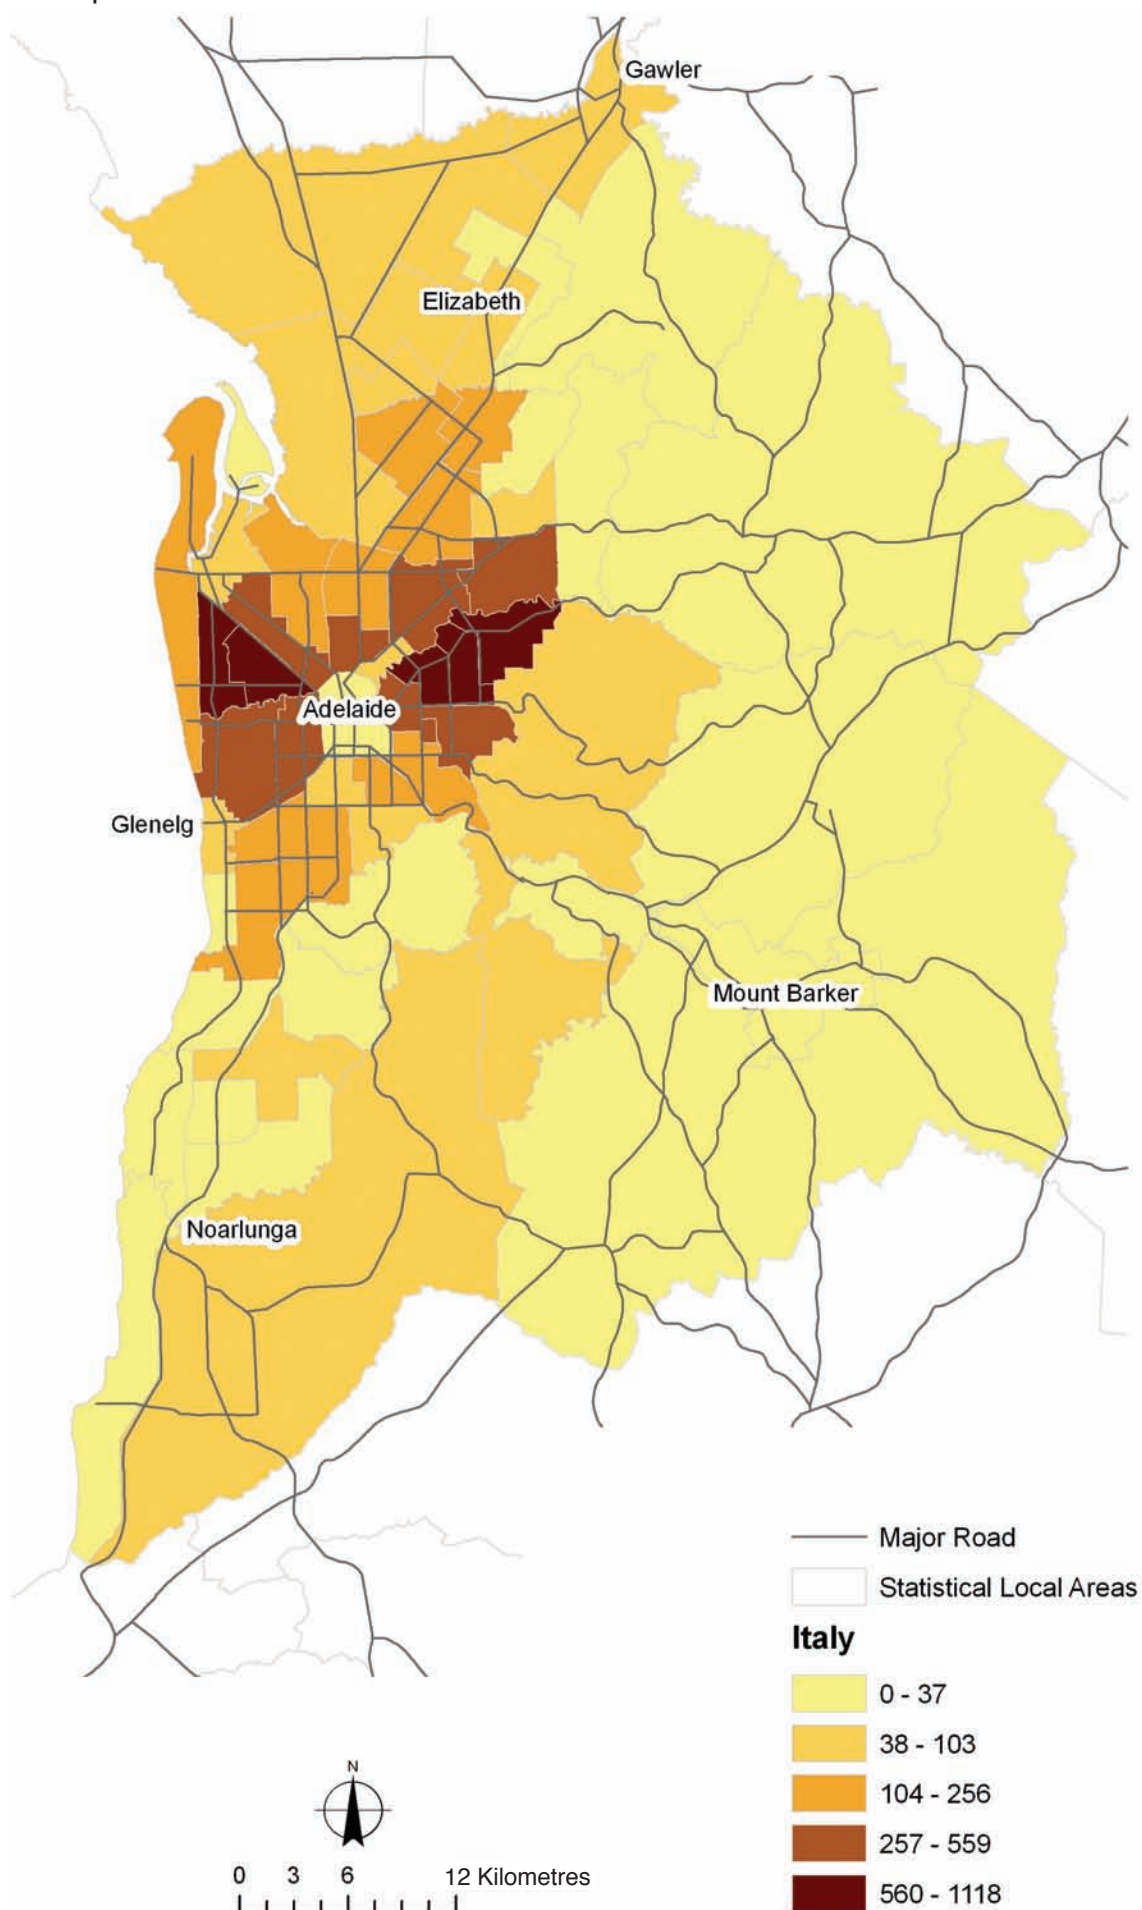 Gawler
Elizabeth
Adelaide
Glenelg
Mount Barker
Noarlunga
Major Road
Statistical Local Areas
Italy
0 - 37
38 - 103
104 - 256
257 - 559
560 - 1118
N
0 3 6 12 Kilometres